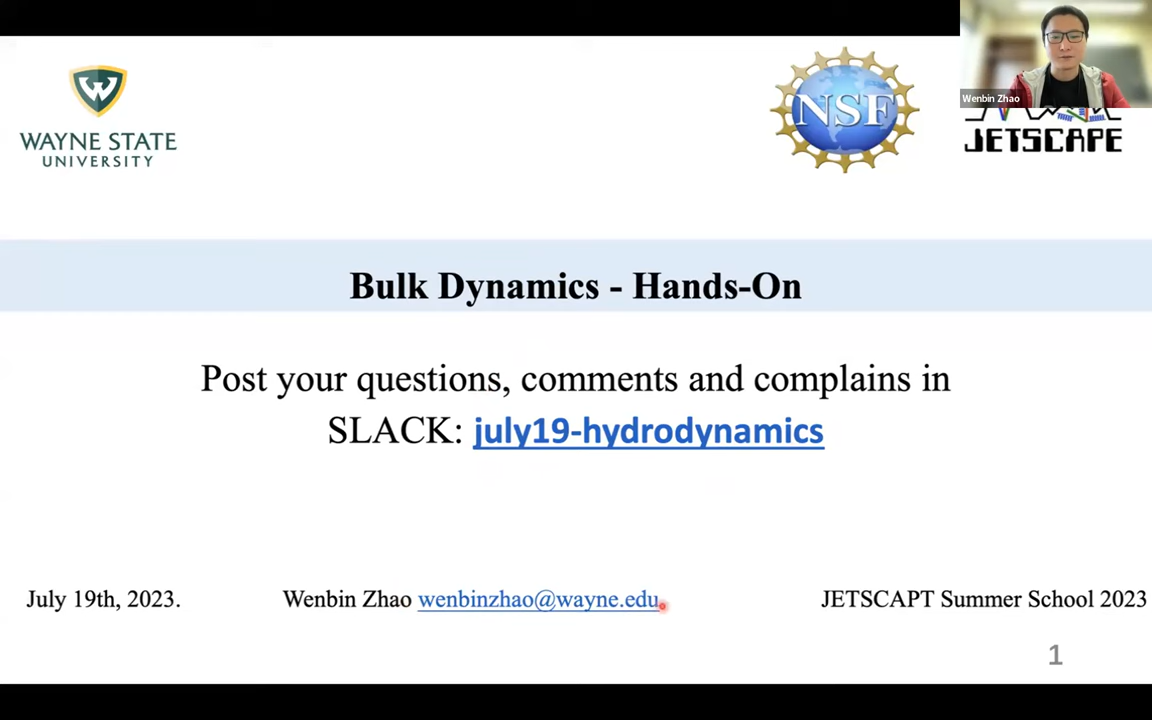 WAYNE STATE
UNIVERSITY
NSF
Wenbin Zhao
JETSCAPE
Bulk Dynamics - Hands-On
Post your questions, comments and complains in
SLACK: july19-hydrodynamics
July 19th, 2023. Wenbin Zhao wenbinzhao@wayne.edu JETSCAPT Summer School 2023
1